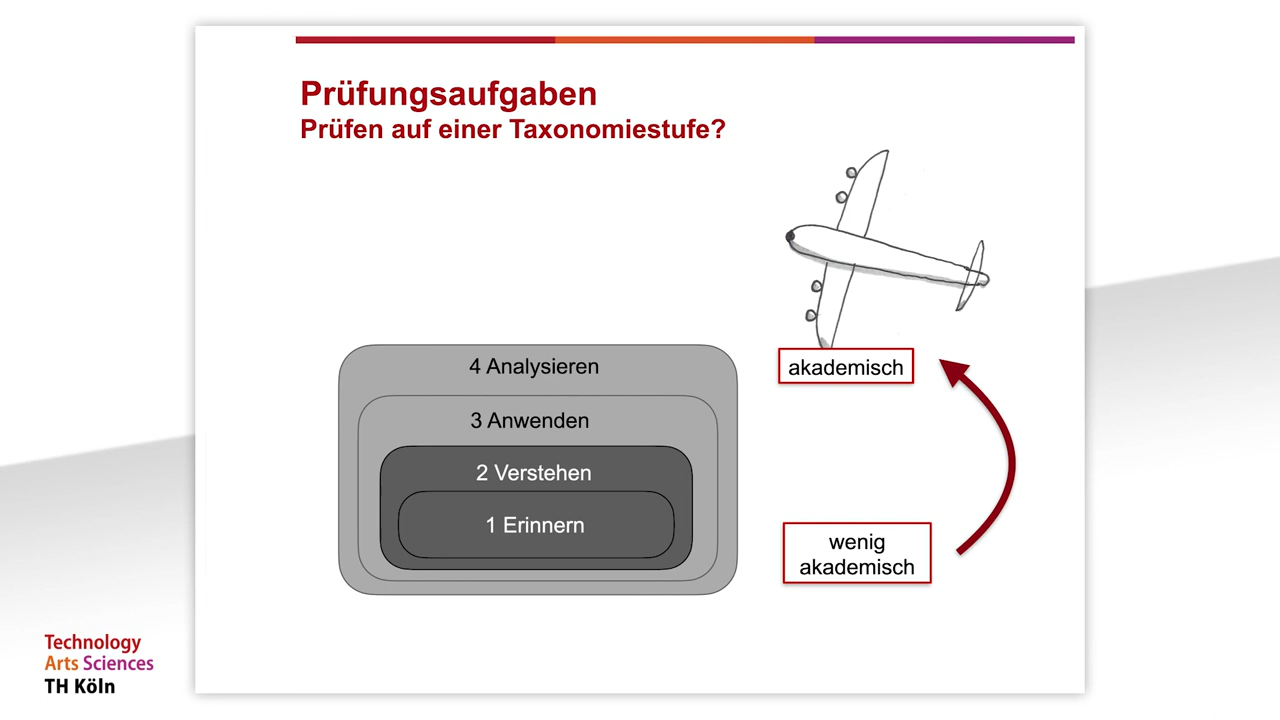 Prüfungsaufgaben
Prüfen auf einer Taxonomiestufe?
4 Analysieren
3 Anwenden
2 Verstehen
1 Erinnern
akademisch
wenig
akademisch
Technology
Arts Sciences
TH Köln